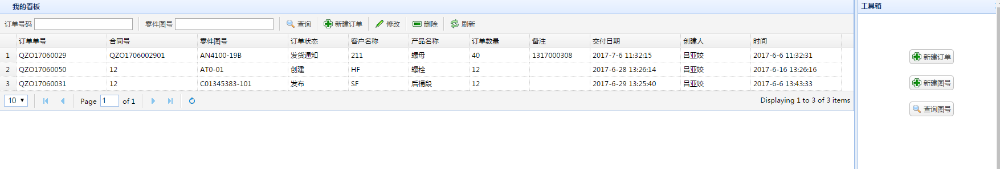 我的看板
工具箱
订单号码 零件图号 查询 新建订单 修改 删除 刷新
订单单号 合同号 零件图号 订单状态 客户名称 产品名称 订单数量 备注 交付日期 创建人 时间
1 QZO17060029 QZO1706002901 AN4100-19B 发货通知 211 螺母 40 1317000308 2017-7-6 11:32:15 吕亚姣 2017-6-6 11:32:31
2 QZO17060050 12 AT0-01 创建 HF 螺栓 12 2017-6-28 13:26:14 吕亚姣 2017-6-16 13:26:16
3 QZO17060031 12 C01345383-101 发布 SF 后桶段 12 2017-6-29 13:25:40 吕亚姣 2017-6-6 13:43:33
10 Page 1 of 1 Displaying 1 to 3 of 3 items
新建订单
新建图号
查询图号